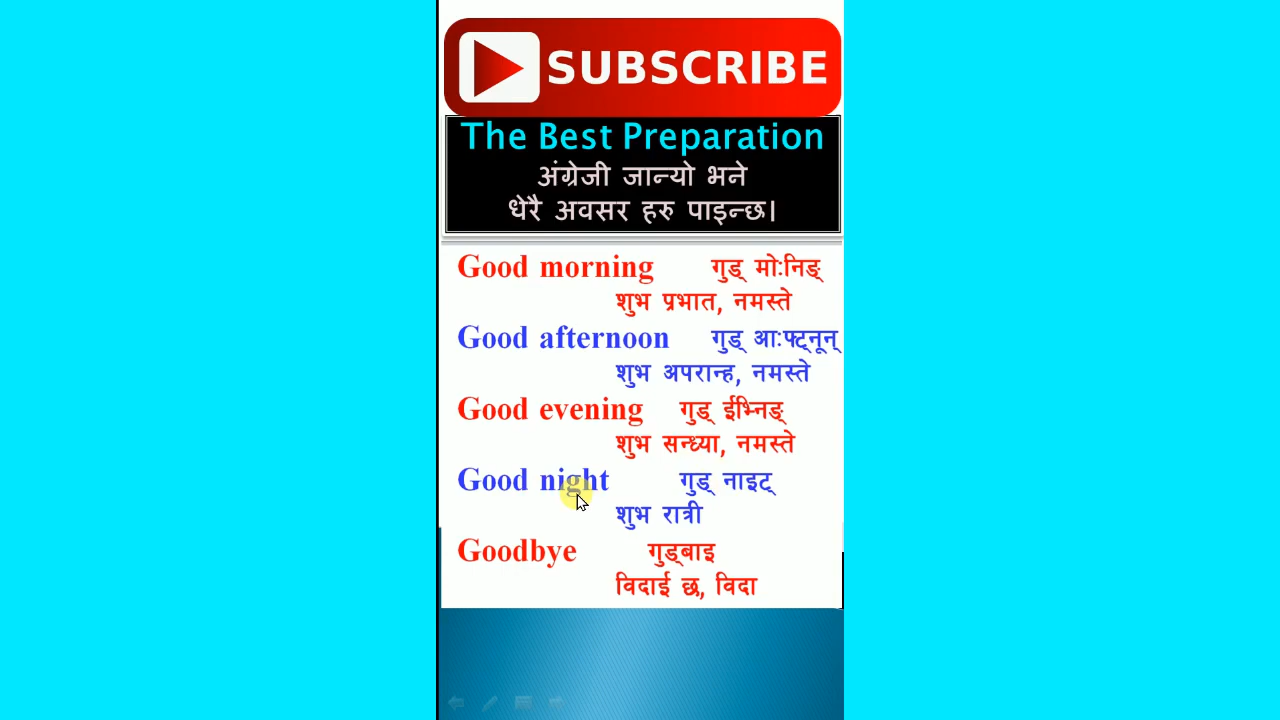 SUBSCRIBE
The Best Preparation
अंग्रेजी जान्यो भने
धेरै अवसर हरु पाइन्छ।
Good morning गुड् मोःनिङ्
शुभ प्रभात, नमस्ते
Good afternoon गुड् आःफ्ट्नून्
शुभ अपरान्ह, नमस्ते
Good evening गुड् ईभ्निङ्
शुभ सन्ध्या, नमस्ते
Good night गुड् नाइट्
शुभ रात्री
Goodbye गुड्बाइ
विदाई छ, विदा